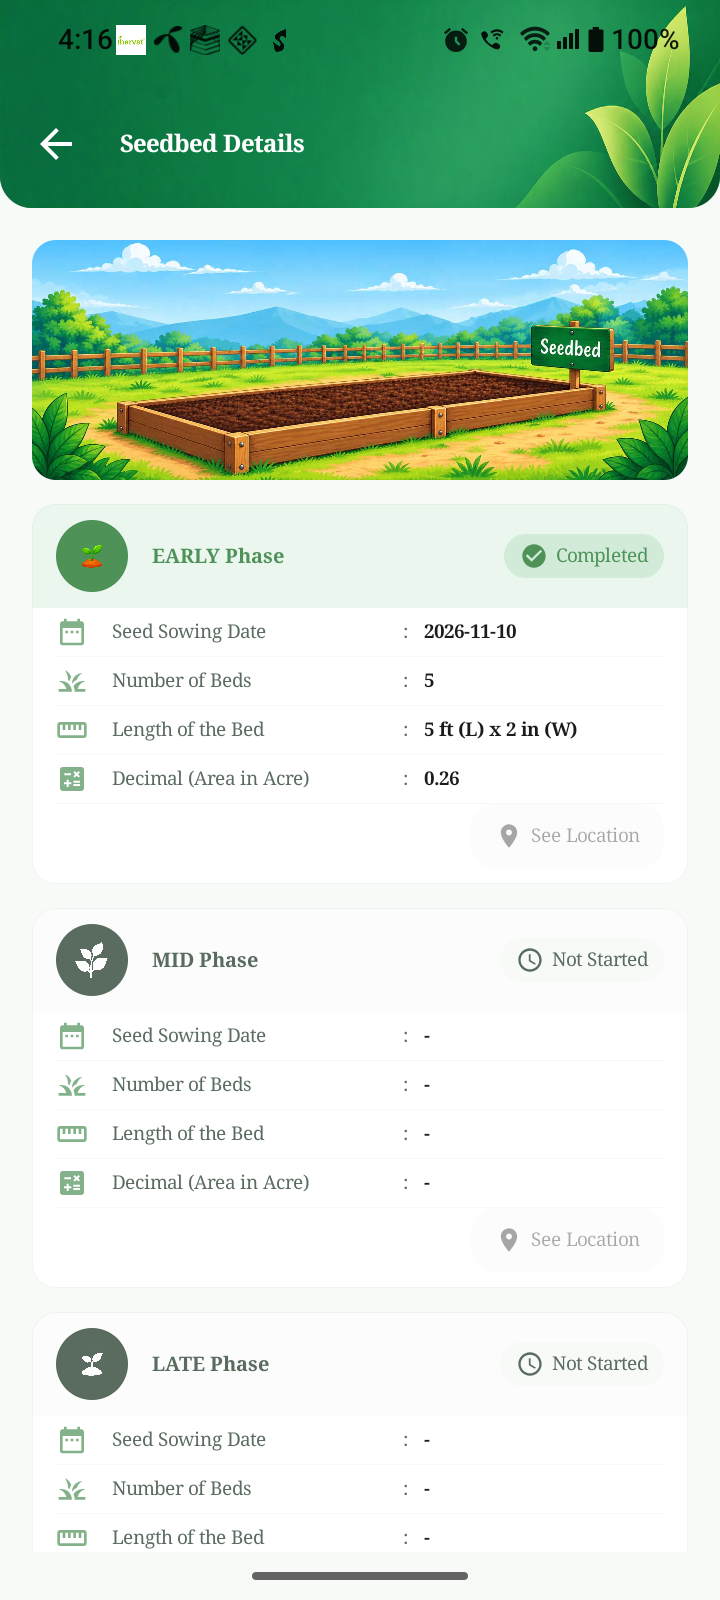 4:16 harvst 100%
Seedbed Details
Seedbed
EARLY Phase Completed
Seed Sowing Date : 2026-11-10
Number of Beds : 5
Length of the Bed : 5 ft (L) x 2 in (W)
Decimal (Area in Acre) : 0.26
See Location
MID Phase Not Started
Seed Sowing Date : -
Number of Beds : -
Length of the Bed : -
Decimal (Area in Acre) : -
See Location
LATE Phase Not Started
Seed Sowing Date : -
Number of Beds : -
Length of the Bed : -